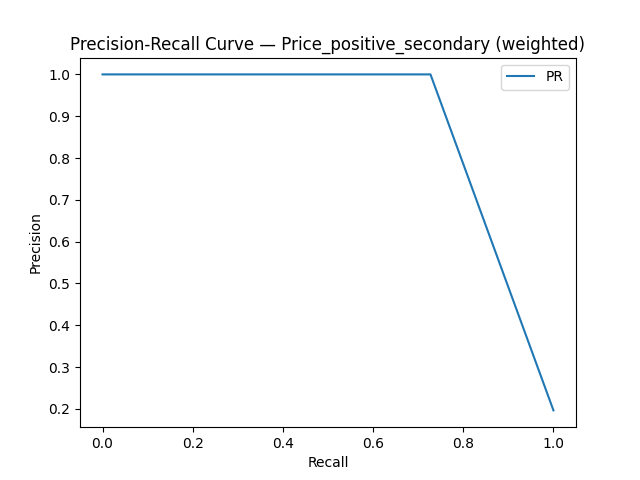 Precision-Recall Curve — Price_positive_secondary (weighted)
PR
1.0
0.9
0.8
0.7
0.6
0.5
0.4
0.3
0.2
Precision
0.0 0.2 0.4 0.6 0.8 1.0
Recall